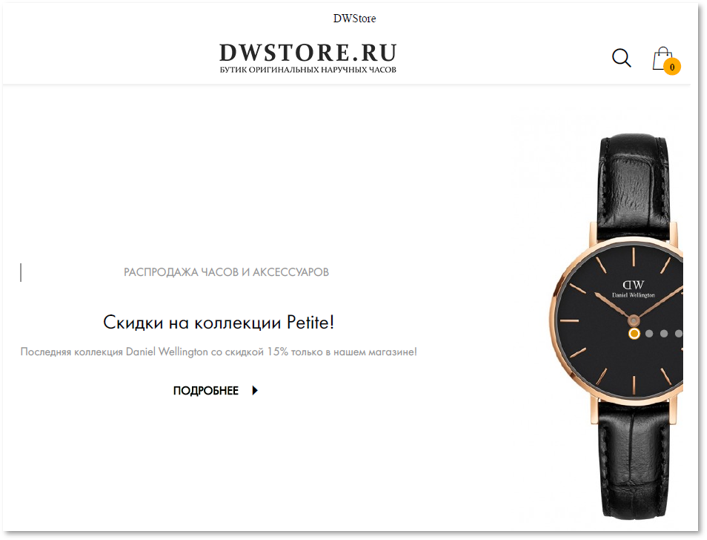 DWStore
DWSTORE.RU
БУТИК ОРИГИНАЛЬНЫХ НАРУЧНЫХ ЧАСОВ
0
РАСПРОДАЖА ЧАСОВ И АКСЕССУАРОВ
Скидки на коллекции Petite!
Последняя коллекция Daniel Wellington со скидкой 15% только в нашем магазине!
ПОДРОБНЕЕ
DW
Daniel Wellington